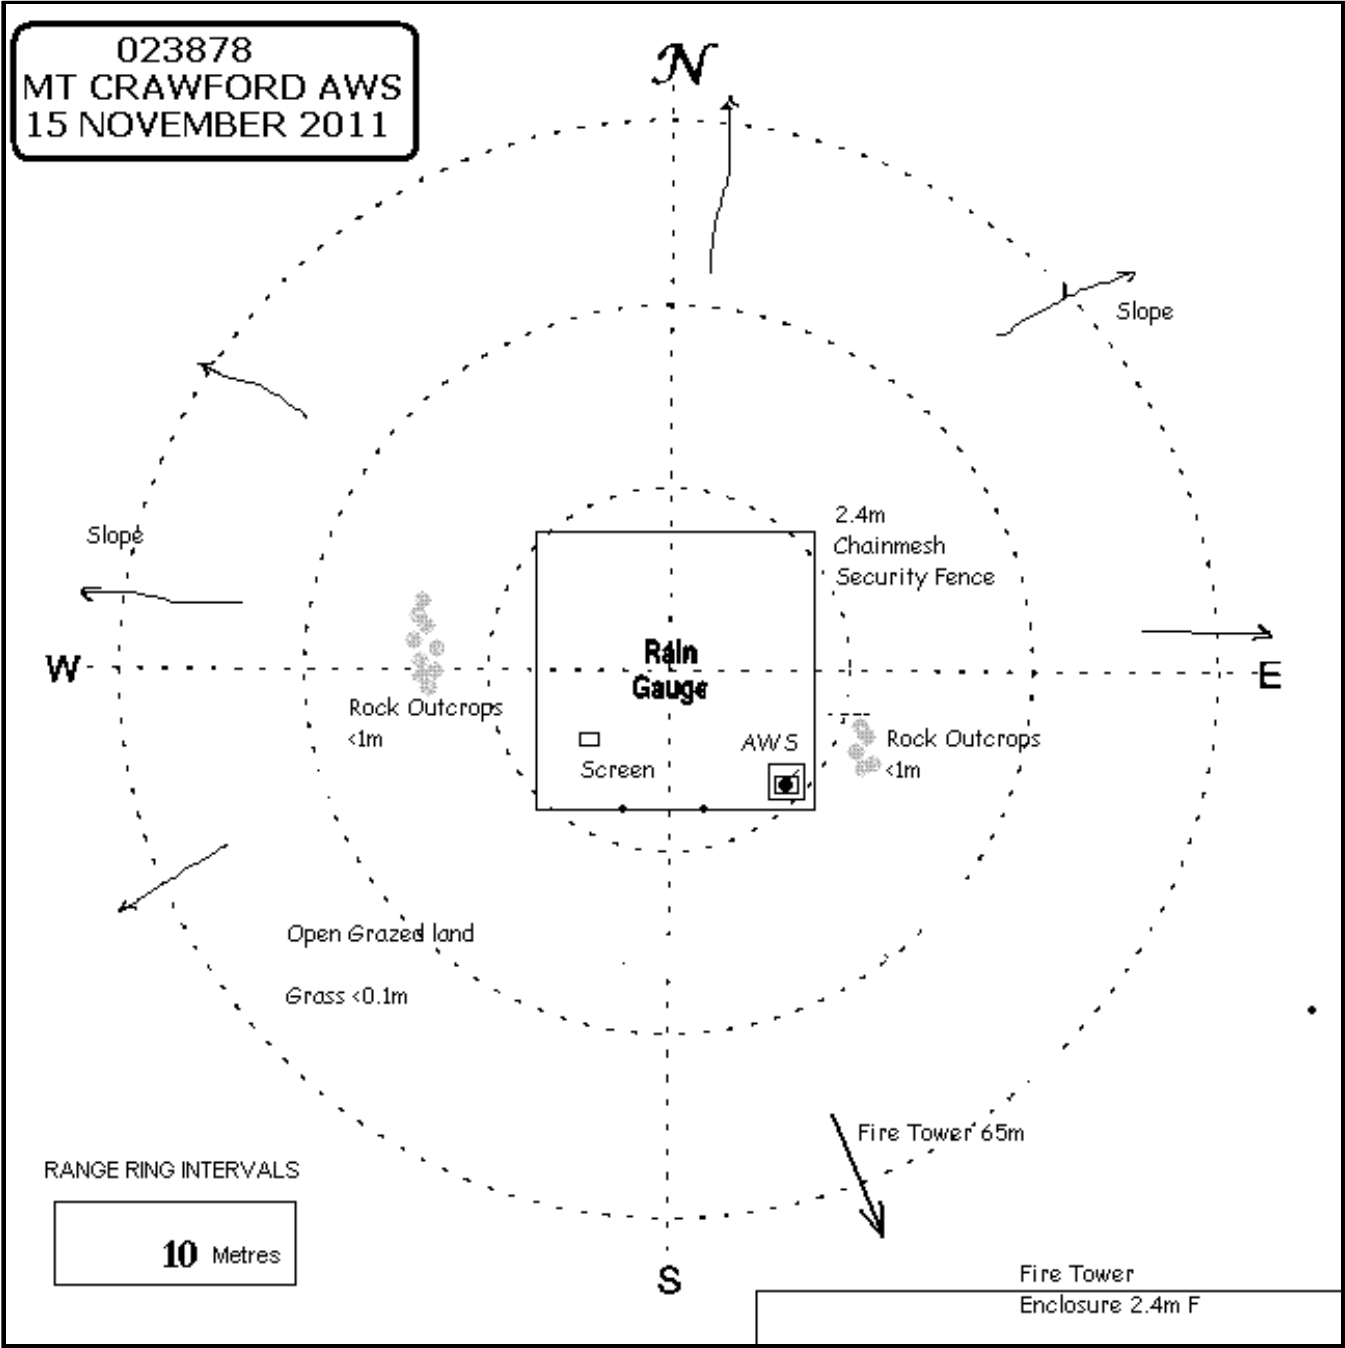 023878
MT CRAWFORD AWS
15 NOVEMBER 2011
N
Slope
2.4m
Chainmesh
Security Fence
Slope
W
Rain
Gauge
E
Rock Outcrops
<1m
AWS
Rock Outcrops
<1m
Screen
Open Grazed land
Grass <0.1m
Fire Tower 65m
RANGE RING INTERVALS
10 Metres
S
Fire Tower
Enclosure 2.4m F